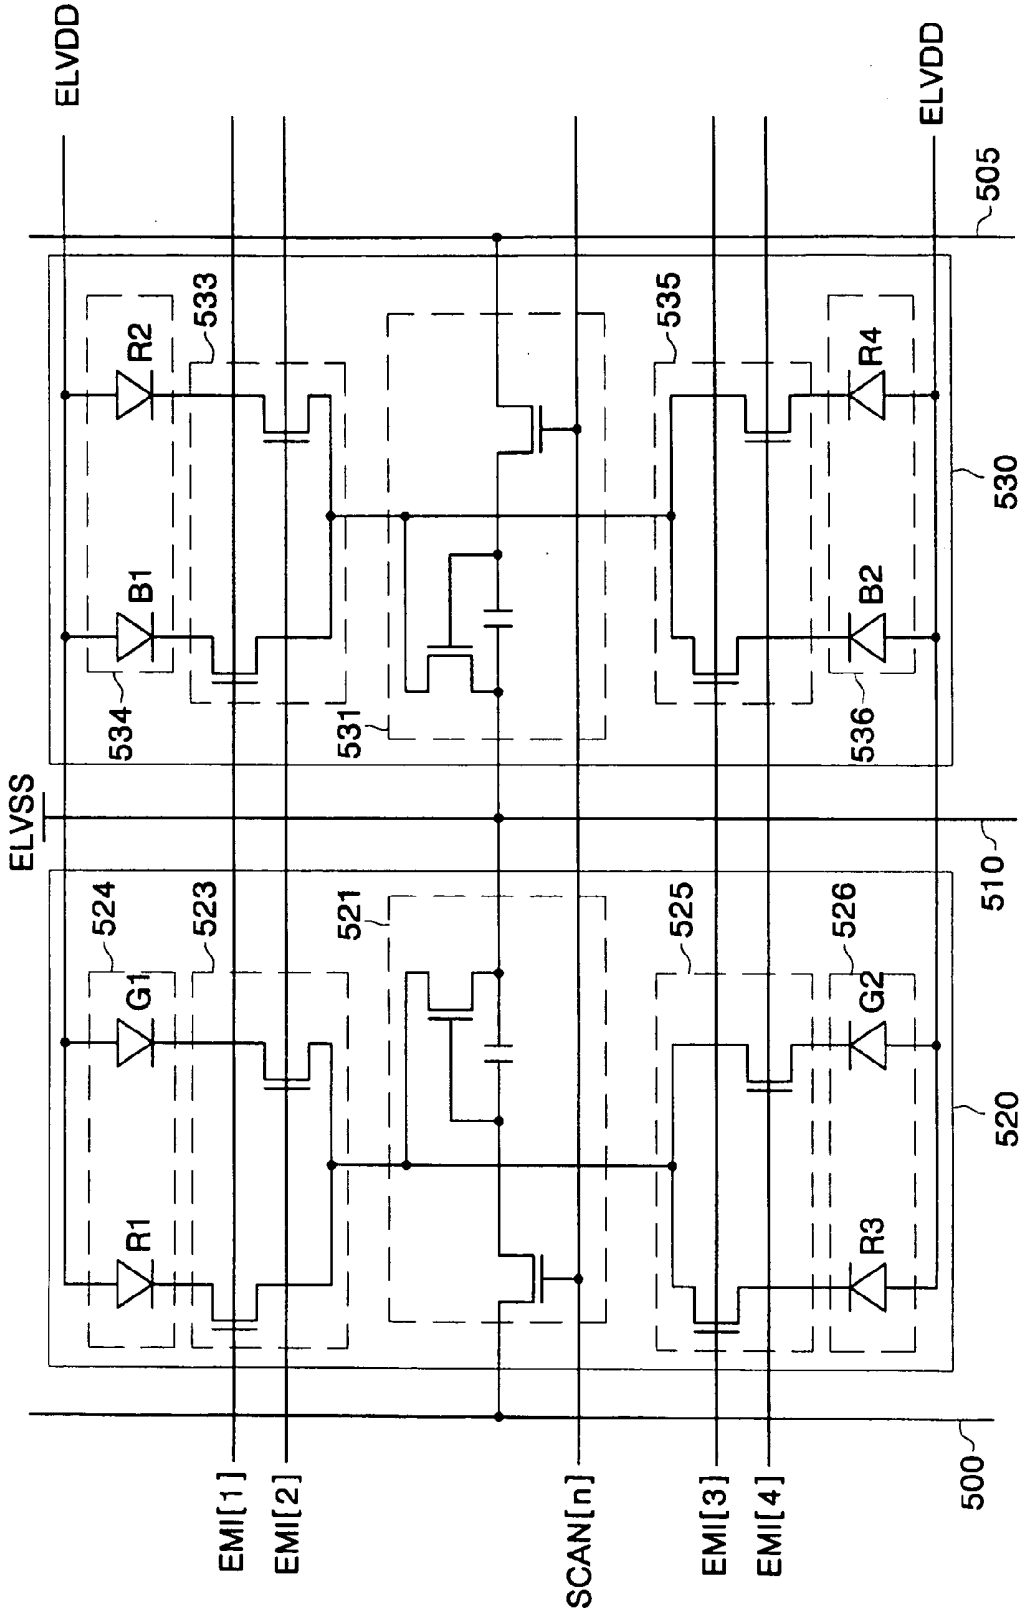 EMI[1]
EMI[2]
SCAN[n]
EMI[3]
EMI[4]
500
ELVDD
ELVDD
ELVSS
505
510
520
530
524
523
521
525
526
G1
R1
G2
R3
534
533
531
535
536
B1
R2
B2
R4